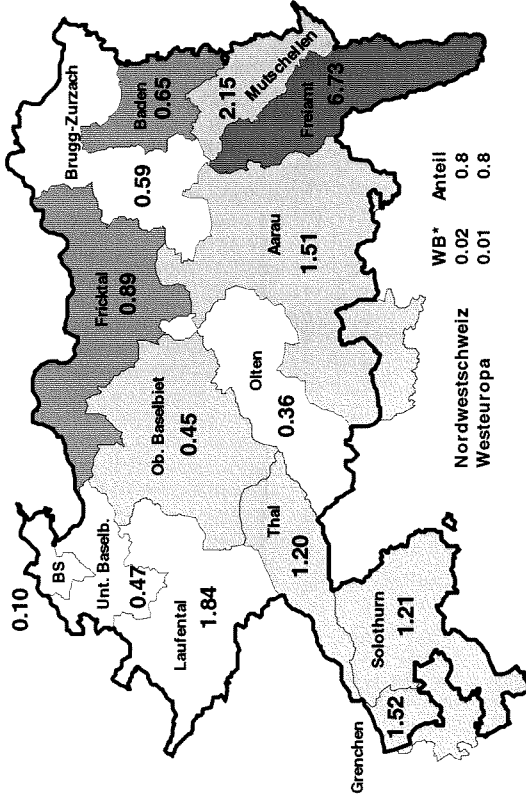 0.10
BS
Unt. Baselb.
0.47
Laufental
1.84
Fricktal
0.89
Brugg-Zurzach
0.59
Baden
0.65
2.15
Mutschellen
Freiamt
6.73
Ob. Baselbiet
0.45
Olten
0.36
Aarau
1.51
Thal
1.20
Solothurn
1.21
Grenchen
1.52
WB* Anteil
Nordwestschweiz 0.02 0.8
Westeuropa 0.01 0.8